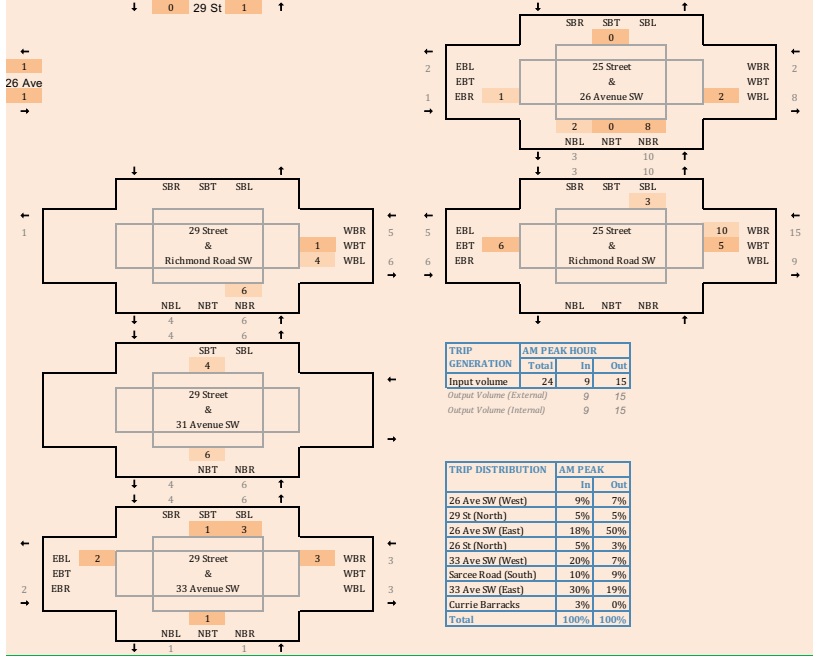 ↓ 0 29 St 1 ↑
←
1
26 Ave
1
→
SBR SBT SBL
0
← ←
2 EBL 25 Street WBR 2
EBT & WBT
1 EBR 1 26 Avenue SW 2 WBL 8
→ →
2 0 8
NBL NBT NBR
↓ 3 10 ↑
↓ 3 10 ↑
SBR SBT SBL
3
← ←
5 EBL 25 Street 10 WBR 15
EBT 6 & 5 WBT
6 EBR Richmond Road SW WBL 9
→ →
NBL NBT NBR
↓ ↑
↓ ↑
SBR SBT SBL
← ←
1 29 Street WBR 5
& 1 WBT
Richmond Road SW 4 WBL 6
→
6
NBL NBT NBR
↓ 4 6 ↑
↓ 4 6 ↑
SBT SBL
4
←
29 Street
&
31 Avenue SW
→
6
NBT NBR
↓ 4 6 ↑
↓ 4 6 ↑
SBR SBT SBL
1 3
← ←
EBL 2 29 Street 3 WBR 3
EBT & WBT
2 EBR 33 Avenue SW WBL 3
→ →
1
NBL NBT NBR
↓ 1 1 ↑
TRIP GENERATION AM PEAK HOUR
Total In Out
Input volume 24 9 15
Output Volume (External) 9 15
Output Volume (Internal) 9 15
TRIP DISTRIBUTION AM PEAK
In Out
26 Ave SW (West) 9% 7%
29 St (North) 5% 5%
26 Ave SW (East) 18% 50%
26 St (North) 5% 3%
33 Ave SW (West) 20% 7%
Sarcee Road (South) 10% 9%
33 Ave SW (East) 30% 19%
Currie Barracks 3% 0%
Total 100% 100%